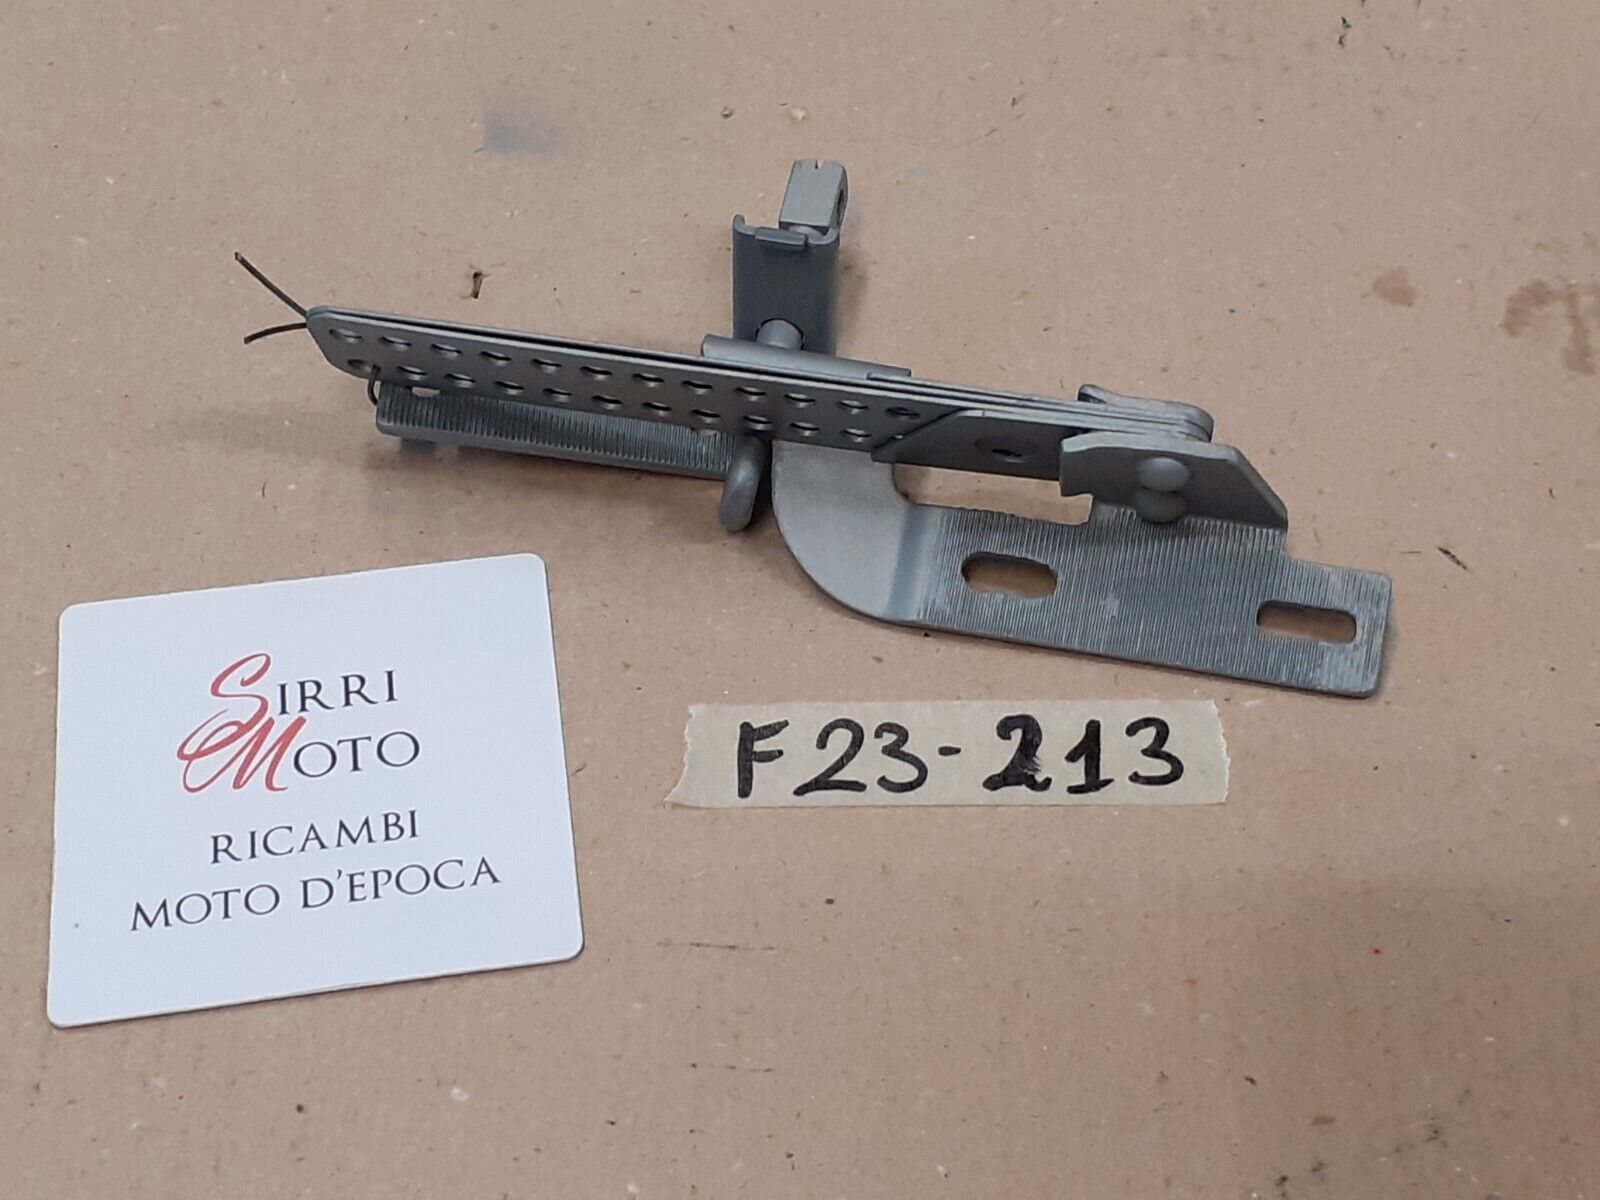 SIRRI
MOTO
RICAMBI
MOTO D'EPOCA
F23-213